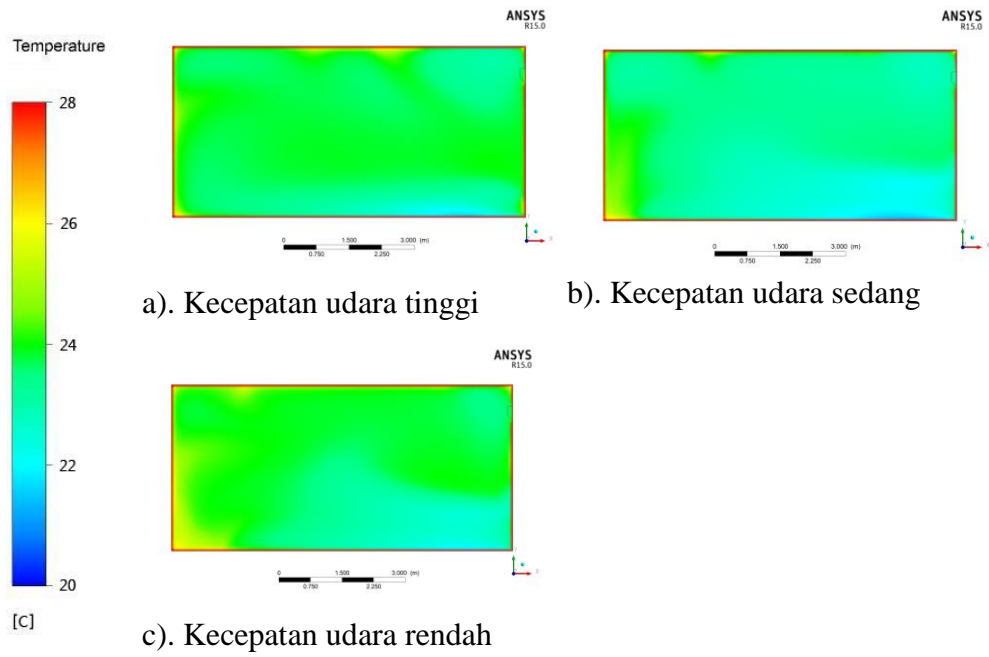 ANSYS
R15.0
ANSYS
R15.0
Temperature
28
26
24
22
20
[C]
0 1.500 3.000 (m)
0.750 2.250
Y
X
0 1.500 3.000 (m)
0.750 2.250
Y
X
a). Kecepatan udara tinggi
b). Kecepatan udara sedang
ANSYS
R15.0
0 1.500 3.000 (m)
0.750 2.250
Y
X
c). Kecepatan udara rendah